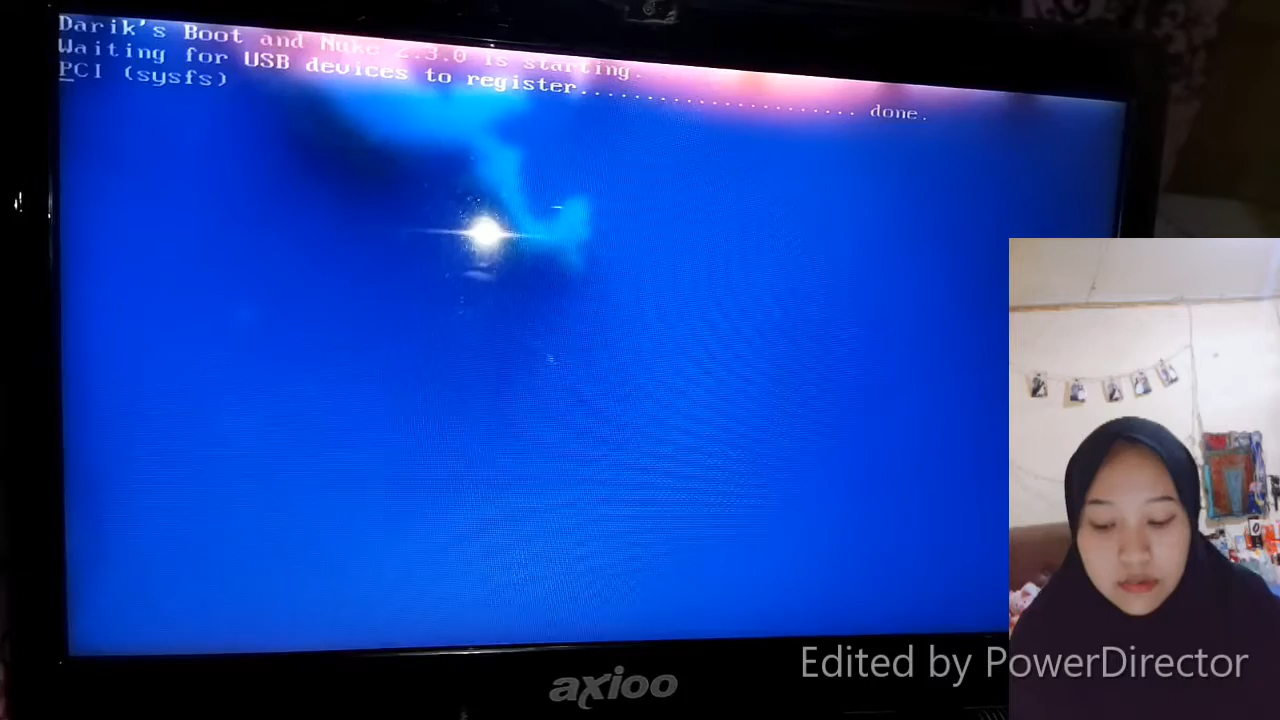 Darik's Boot and Nuke 2.3.0 is starting.
Waiting for USB devices to register......................... done.
PCI (sysfs)
axioo
Edited by PowerDirector